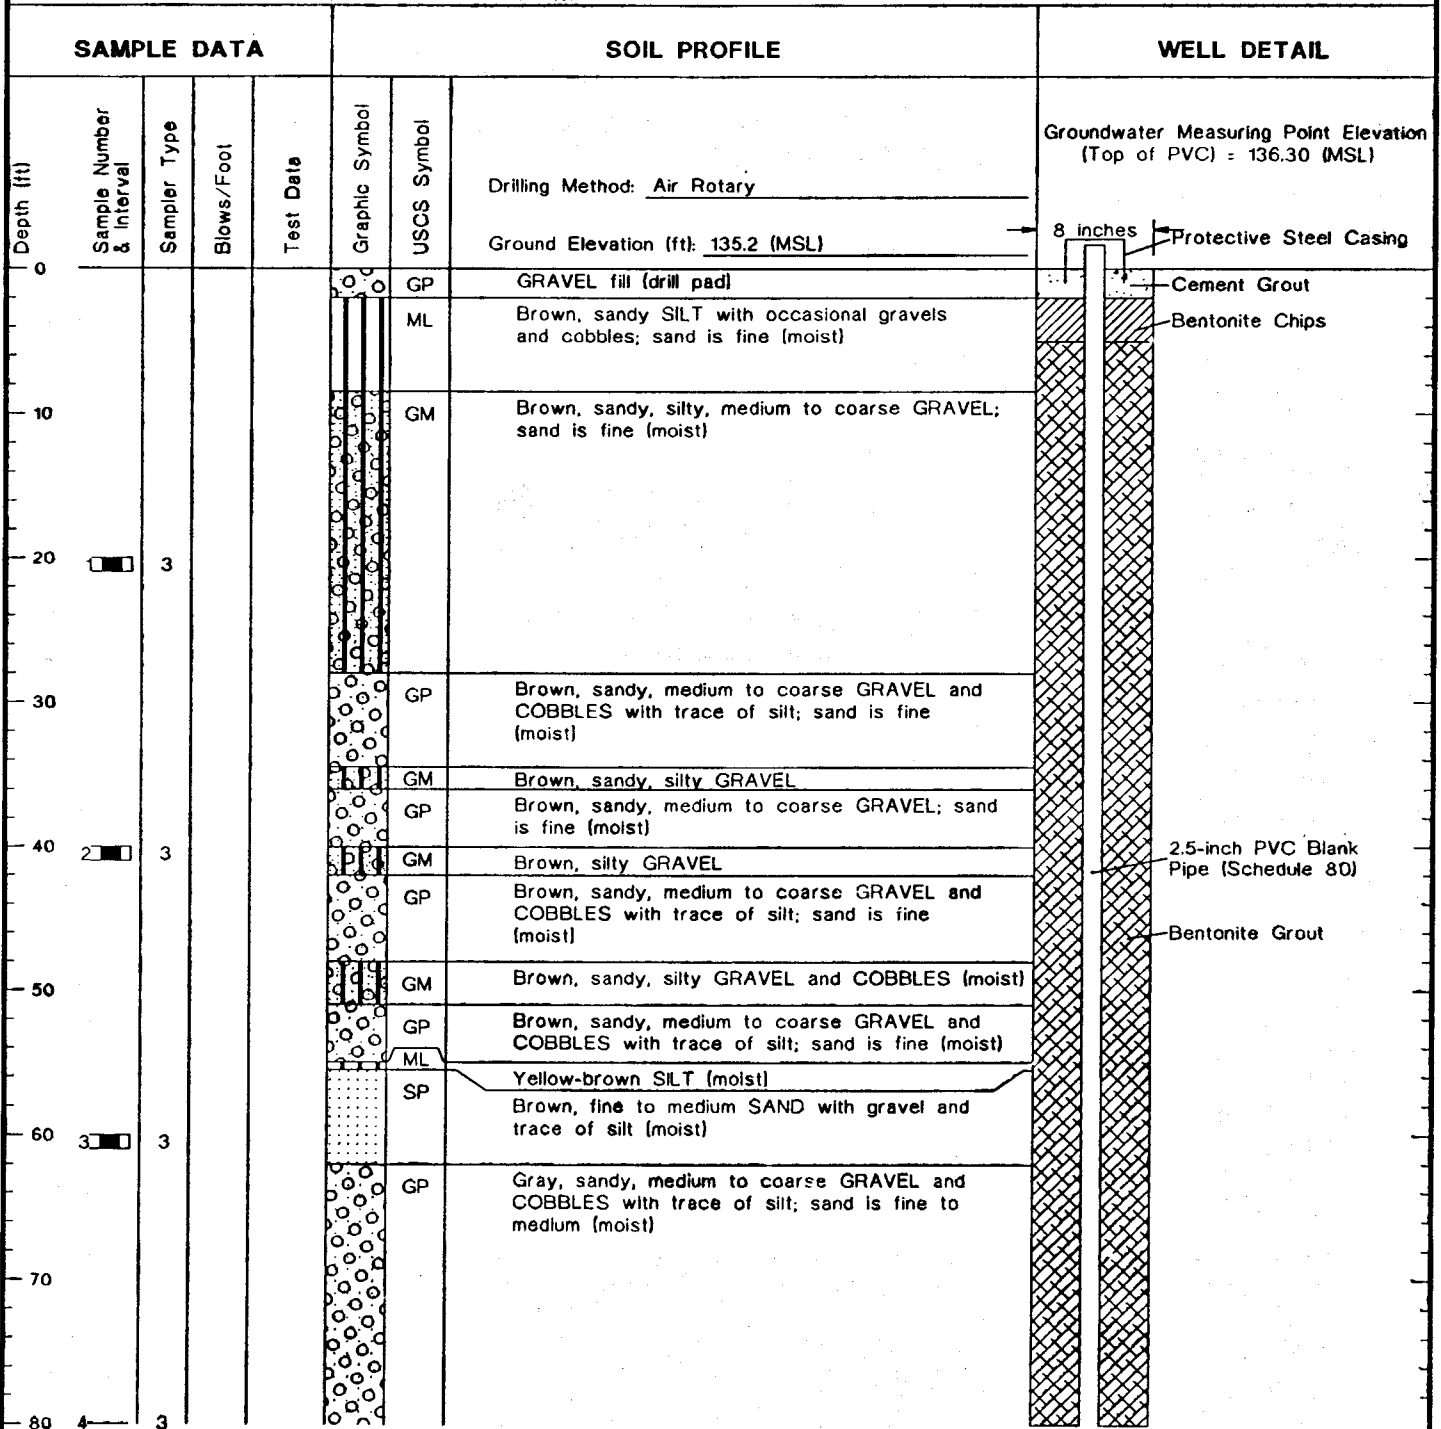 SAMPLE DATA
SOIL PROFILE
WELL DETAIL
Depth (ft)
Sample Number
& Interval
Sampler Type
Blows/Foot
Test Data
Graphic Symbol
USCS Symbol
Drilling Method: Air Rotary
Ground Elevation (ft): 135.2 (MSL)
Groundwater Measuring Point Elevation
(Top of PVC) = 136.30 (MSL)
8 inches
Protective Steel Casing
0
GP
GRAVEL fill (drill pad)
Cement Grout
ML
Brown, sandy SILT with occasional gravels
and cobbles; sand is fine (moist)
Bentonite Chips
10
GM
Brown, sandy, silty, medium to coarse GRAVEL;
sand is fine (moist)
20
1
3
30
GP
Brown, sandy, medium to coarse GRAVEL and
COBBLES with trace of silt; sand is fine
(moist)
GM
Brown, sandy, silty GRAVEL
GP
Brown, sandy, medium to coarse GRAVEL; sand
is fine (moist)
40
2
3
GM
Brown, silty GRAVEL
2.5-inch PVC Blank
Pipe (Schedule 80)
GP
Brown, sandy, medium to coarse GRAVEL and
COBBLES with trace of silt; sand is fine
(moist)
Bentonite Grout
50
GM
Brown, sandy, silty GRAVEL and COBBLES (moist)
GP
Brown, sandy, medium to coarse GRAVEL and
COBBLES with trace of silt; sand is fine (moist)
ML
Yellow-brown SILT (moist)
SP
Brown, fine to medium SAND with gravel and
trace of silt (moist)
60
3
3
GP
Gray, sandy, medium to coarse GRAVEL and
COBBLES with trace of silt; sand is fine to
medium (moist)
70
80
4
3